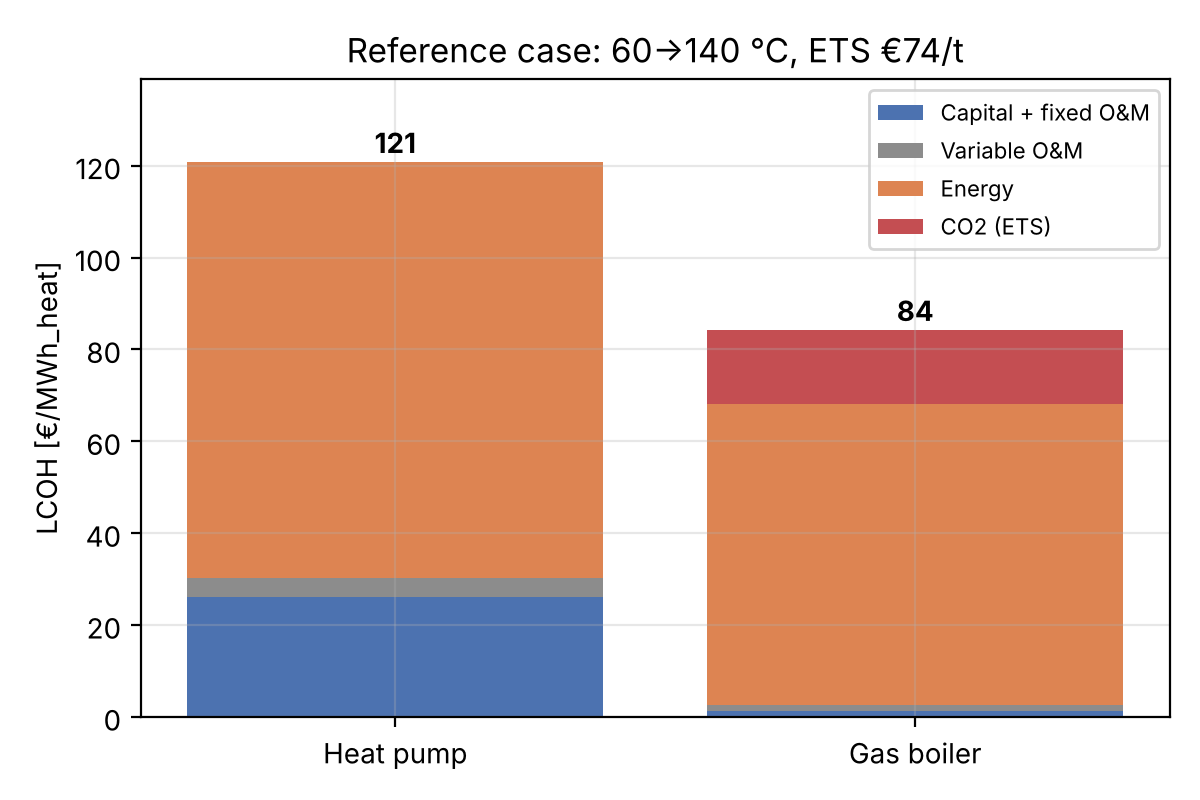 Reference case: 60→140 °C, ETS €74/t
Capital + fixed O&M
Variable O&M
Energy
CO2 (ETS)
121
84
LCOH [€/MWh_heat]
120
100
80
60
40
20
0
Heat pump
Gas boiler